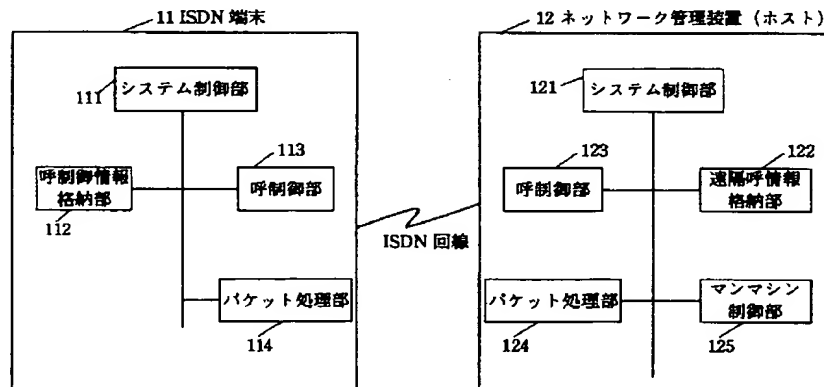 11 ISDN 端末
111
システム制御部
113
呼制御情報
格納部
呼制御部
112
パケット処理部
114
ISDN 回線
12 ネットワーク管理装置 (ホスト)
121
システム制御部
123
122
呼制御部
遠隔呼情報
格納部
パケット処理部
マンマシン
制御部
124
125